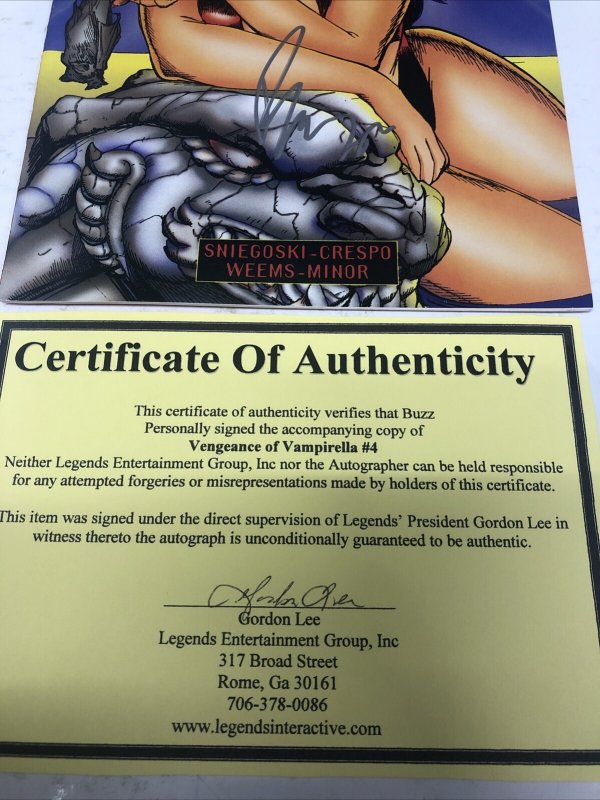 SNIEGOSKI-CRESPO
WEEMS-MINOR
Certificate Of Authenticity
This certificate of authenticity verifies that Buzz
Personally signed the accompanying copy of
Vengeance of Vampirella #4
Neither Legends Entertainment Group, Inc nor the Autographer can be held responsible
for any attempted forgeries or misrepresentations made by holders of this certificate.
This item was signed under the direct supervision of Legends' President Gordon Lee in
witness thereto the autograph is unconditionally guaranteed to be authentic.
Gordon Lee
Gordon Lee
Legends Entertainment Group, Inc
317 Broad Street
Rome, Ga 30161
706-378-0086
www.legendsinteractive.com